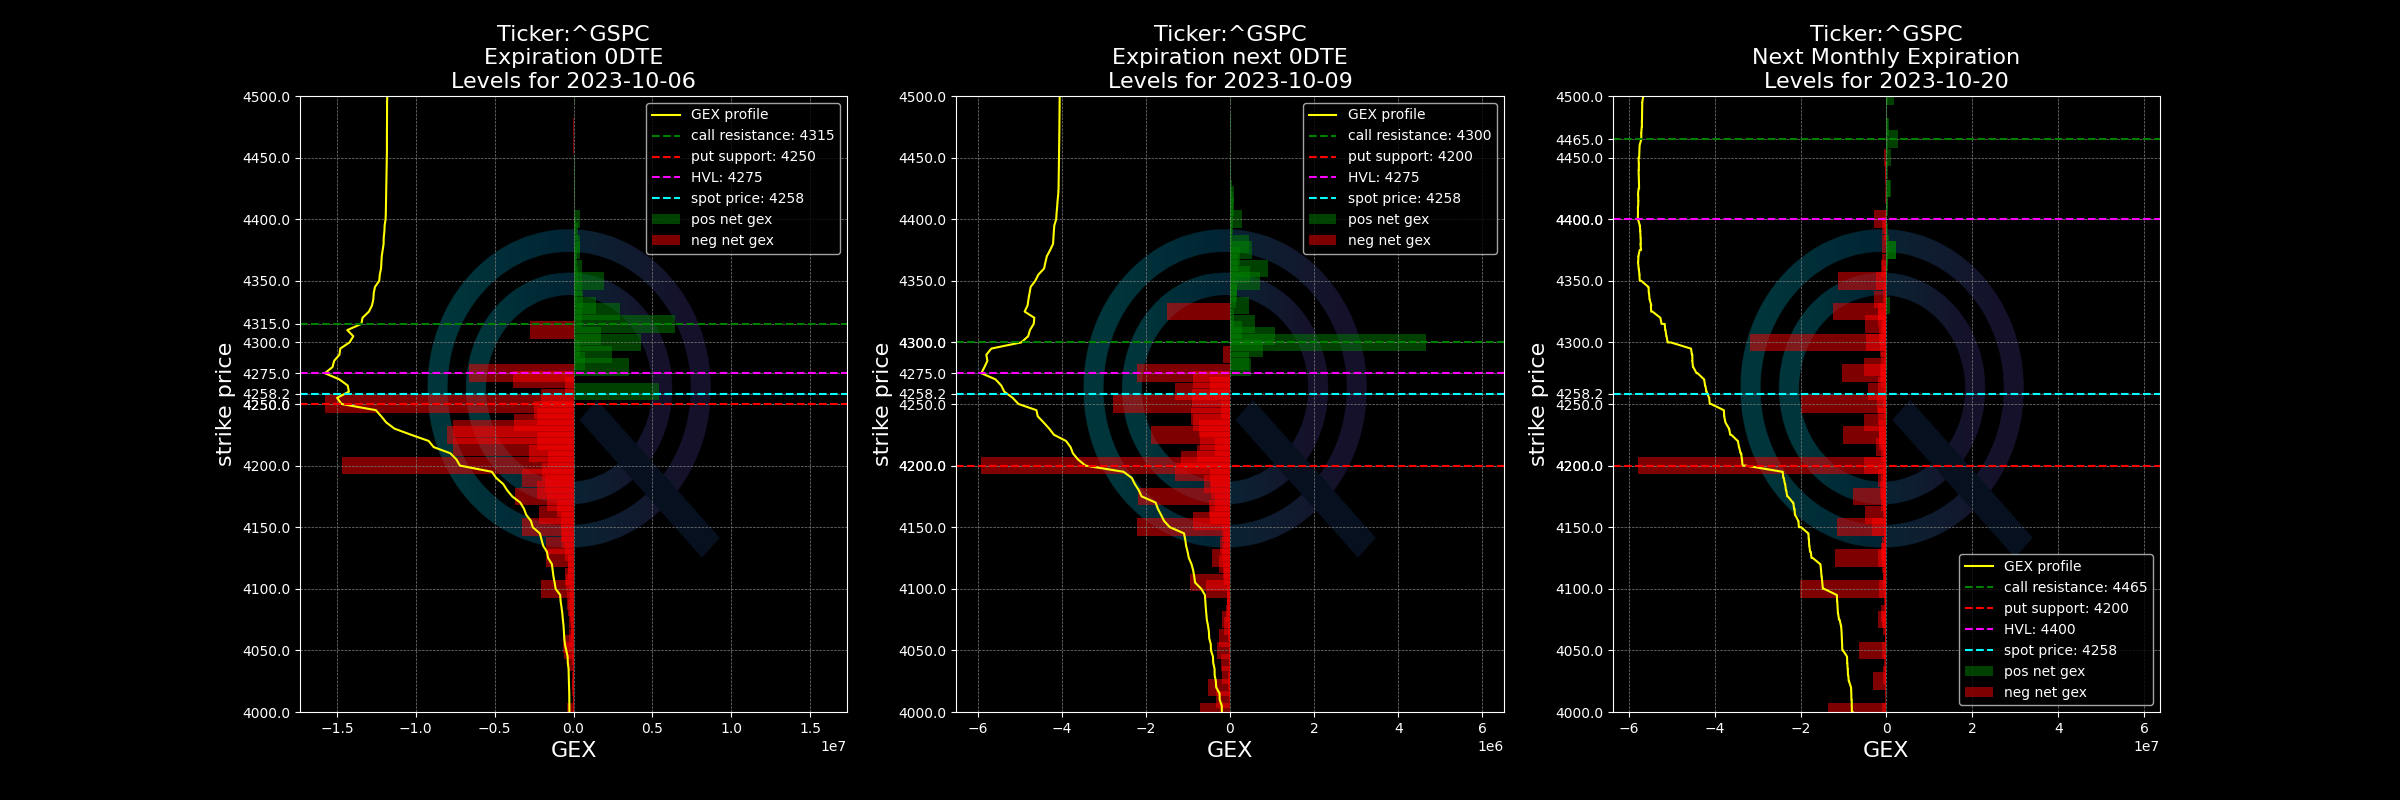 Ticker:^GSPC
Expiration 0DTE
Levels for 2023-10-06
4500.0
4450.0
4400.0
4350.0
4315.0
4300.0
4275.0
4258.2
4250.0
4200.0
4150.0
4100.0
4050.0
4000.0
strike price
GEX profile
call resistance: 4315
put support: 4250
HVL: 4275
spot price: 4258
pos net gex
neg net gex
−1.5 −1.0 −0.5 0.0 0.5 1.0 1.5
1e7
GEX
Ticker:^GSPC
Expiration next 0DTE
Levels for 2023-10-09
4500.0
4450.0
4400.0
4350.0
4300.0
4275.0
4258.2
4250.0
4200.0
4150.0
4100.0
4050.0
4000.0
strike price
GEX profile
call resistance: 4300
put support: 4200
HVL: 4275
spot price: 4258
pos net gex
neg net gex
−6 −4 −2 0 2 4 6
1e6
GEX
Ticker:^GSPC
Next Monthly Expiration
Levels for 2023-10-20
4500.0
4465.0
4450.0
4400.0
4350.0
4300.0
4258.2
4250.0
4200.0
4150.0
4100.0
4050.0
4000.0
strike price
GEX profile
call resistance: 4465
put support: 4200
HVL: 4400
spot price: 4258
pos net gex
neg net gex
−6 −4 −2 0 2 4 6
1e7
GEX